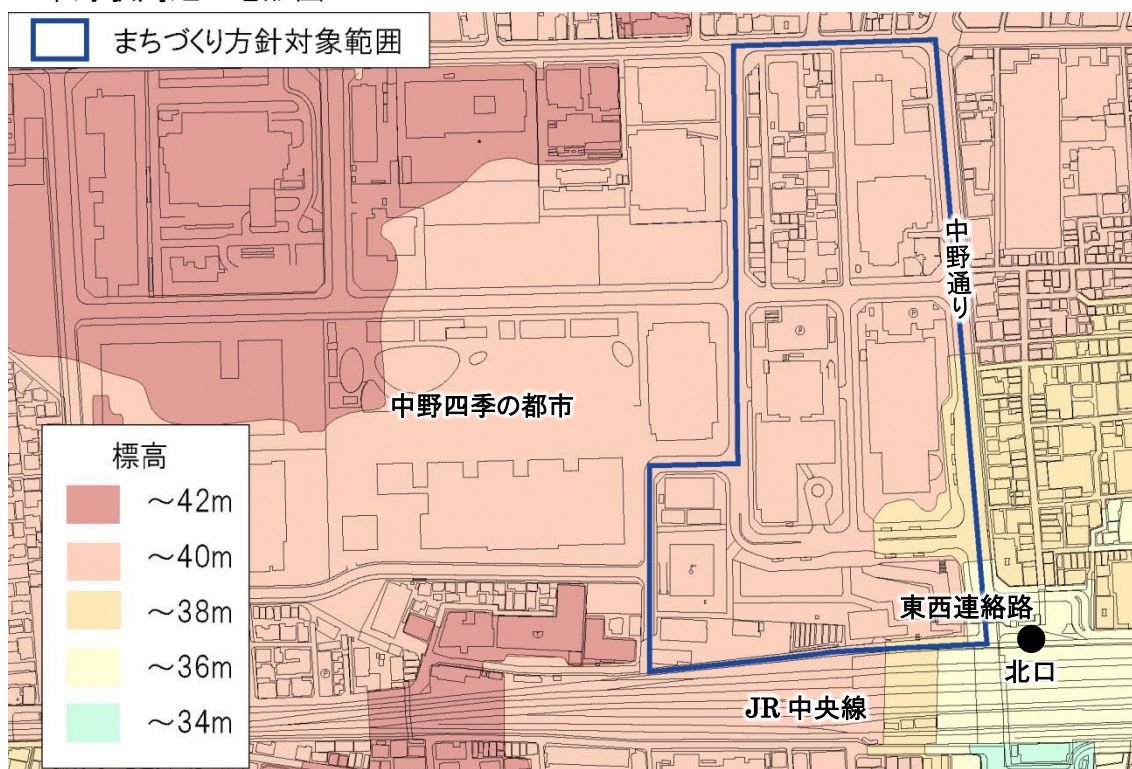 まちづくり方針対象範囲
中野通り
中野四季の都市
標高
～42m
～40m
～38m
～36m
～34m
東西連絡路
北口
JR中央線
P
P
P
P